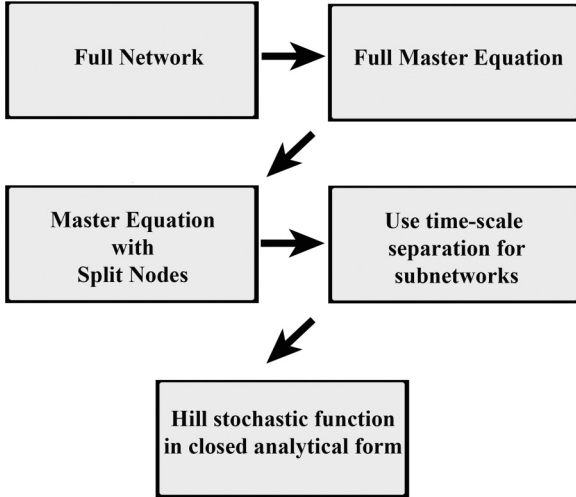 Full Network
Full Master Equation
Master Equation
with
Split Nodes
Use time-scale
separation for
subnetworks
Hill stochastic function
in closed analytical form